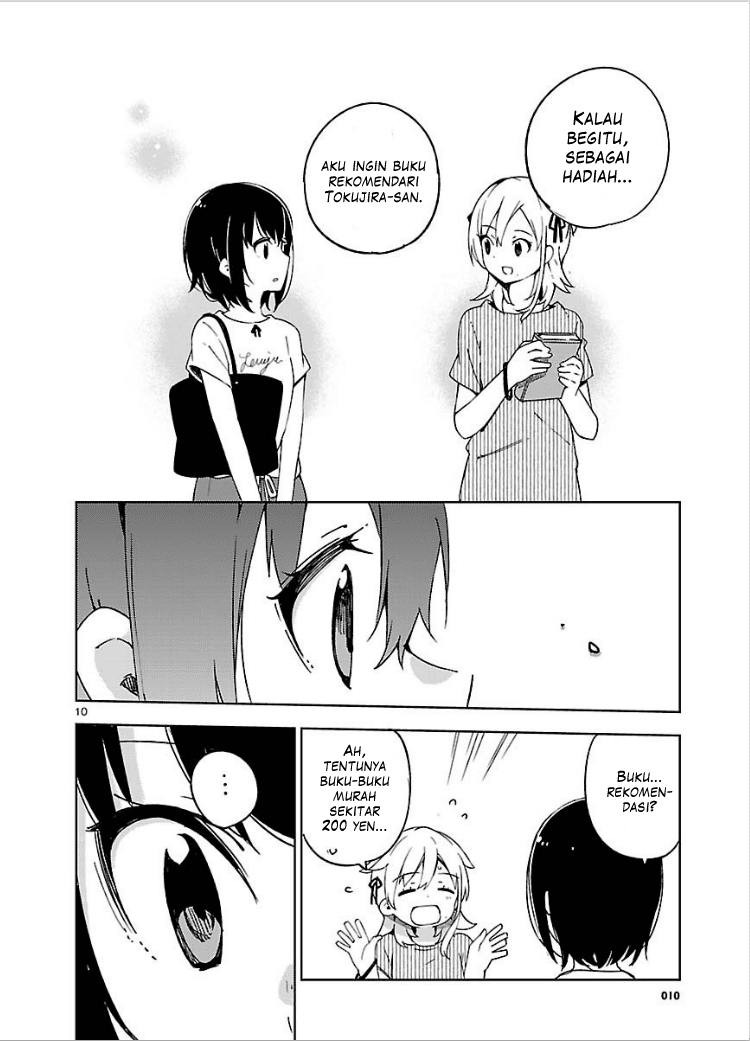 KALAU
BEGITU,
SEBAGAI
HADIAH...
AKU INGIN BUKU
REKOMENDARI
TOKUJIRA-SAN.
10
BUKU...
REKOMEN-
DASI?
AH,
TENTUNYA
BUKU-BUKU
MURAH
SEKITAR
200 YEN...
...
010